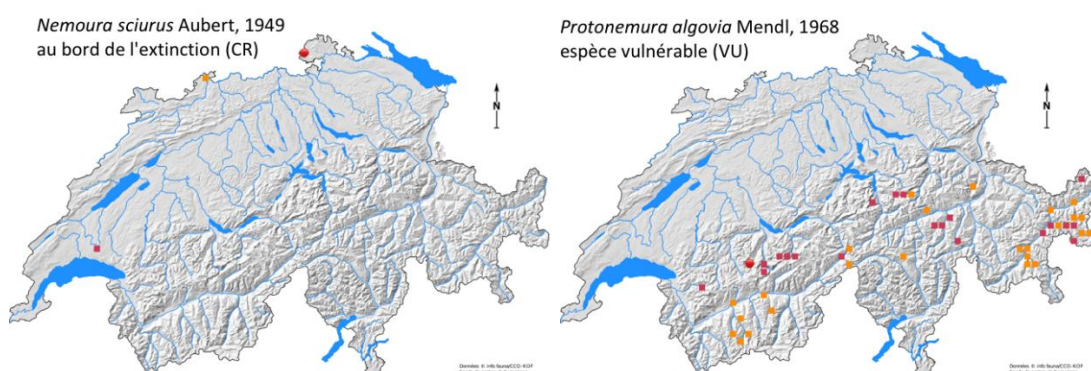 Nemoura sciurus Aubert, 1949
au bord de l'extinction (CR)
N
Protonemura algovia Mendl, 1968
espèce vulnérable (VU)
N